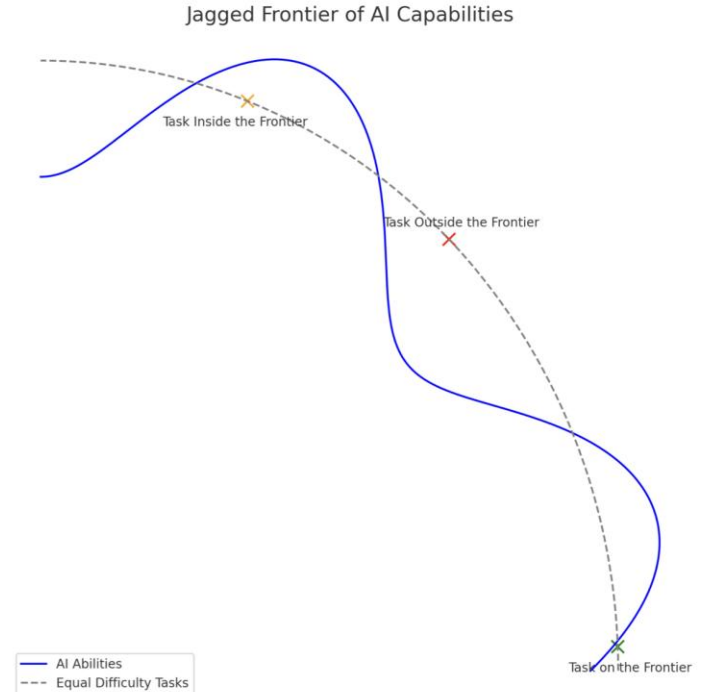 Jagged Frontier of AI Capabilities
Task Inside the Frontier
Task Outside the Frontier
Task on the Frontier
AI Abilities
Equal Difficulty Tasks